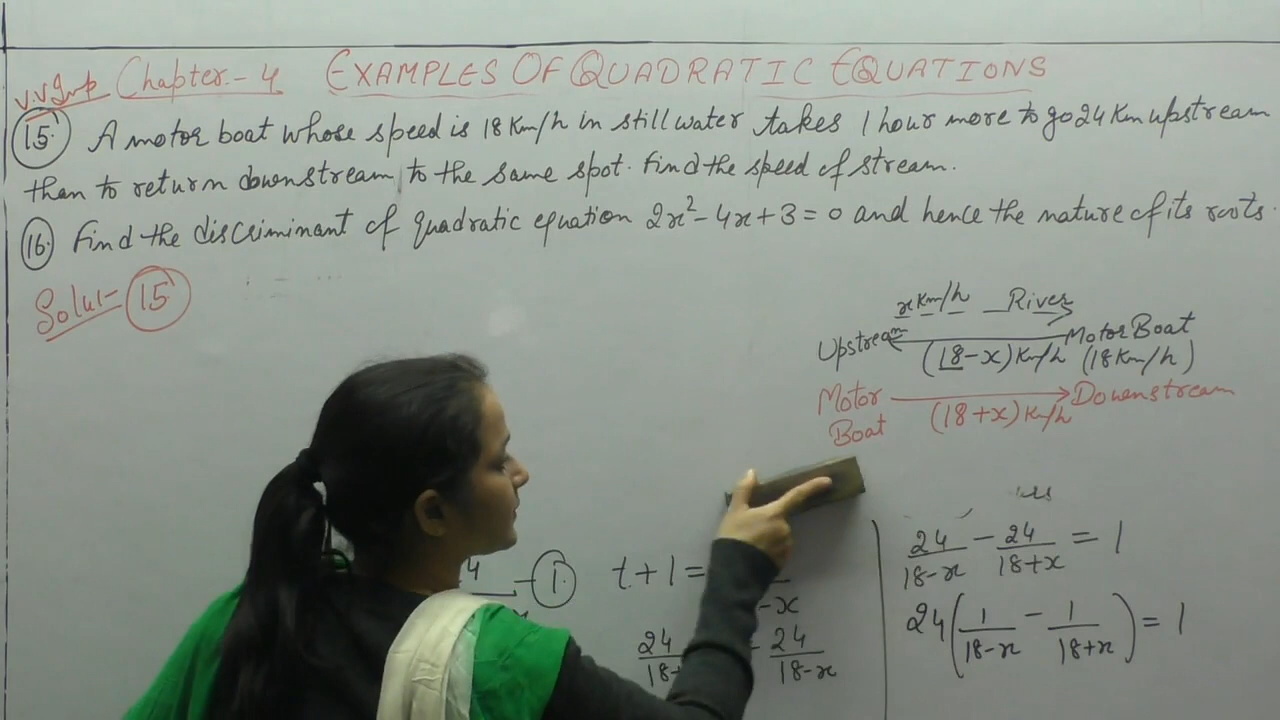 V.V.Imp Chapter-4 EXAMPLES OF QUADRATIC EQUATIONS
15. A motor boat whose speed is 18 Km/h in still water takes 1 hour more to go 24 Km upstream
than to return downstream to the same spot. Find the speed of stream.
16. Find the discriminant of quadratic equation 2x² - 4x + 3 = 0 and hence the nature of its roots.
Solu:- 15
x Km/h River
Upstream Motor Boat
(18-x) Km/h (18 Km/h)
Motor Downstream
Boat (18+x) Km/h
4 - 1.
t + 1 =
-x
24/18 - 24/18-x
24/18-x - 24/18+x = 1
24(1/18-x - 1/18+x) = 1